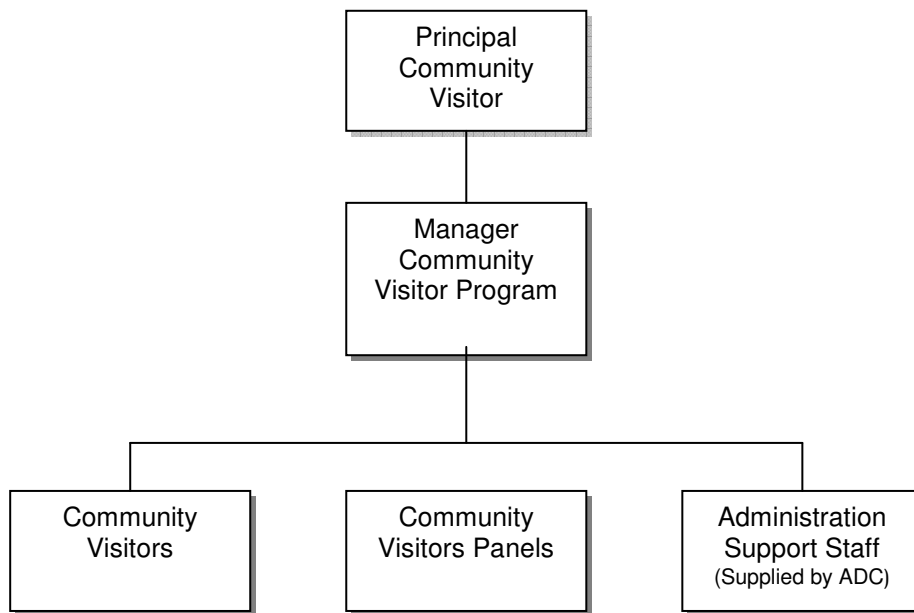 Principal
Community
Visitor
Manager
Community
Visitor Program
Community
Visitors
Community
Visitors Panels
Administration
Support Staff
(Supplied by ADC)